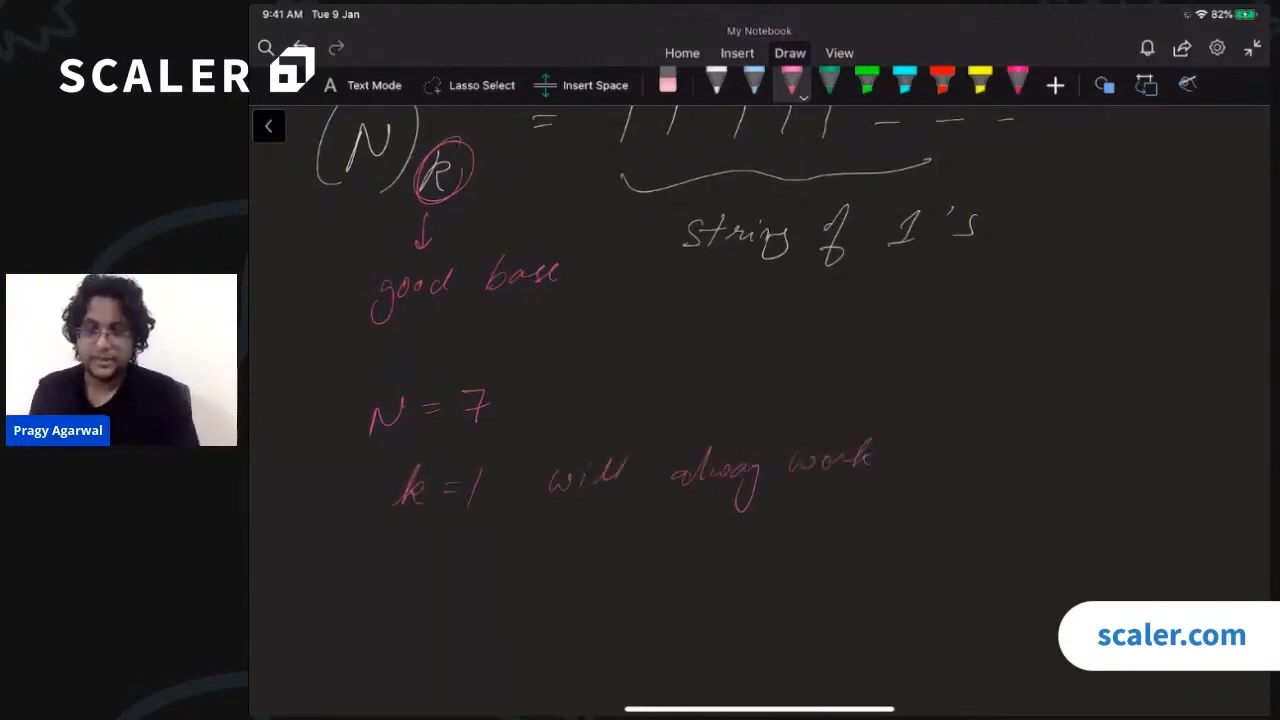 9:41 AM Tue 9 Jan
82%
My Notebook
SCALER
Home Insert Draw View
A Text Mode Lasso Select Insert Space
(N)k = 1 1 1 1 1 - - -
string of 1's
good base
N = 7
k = 1 will alway work
Pragy Agarwal
scaler.com